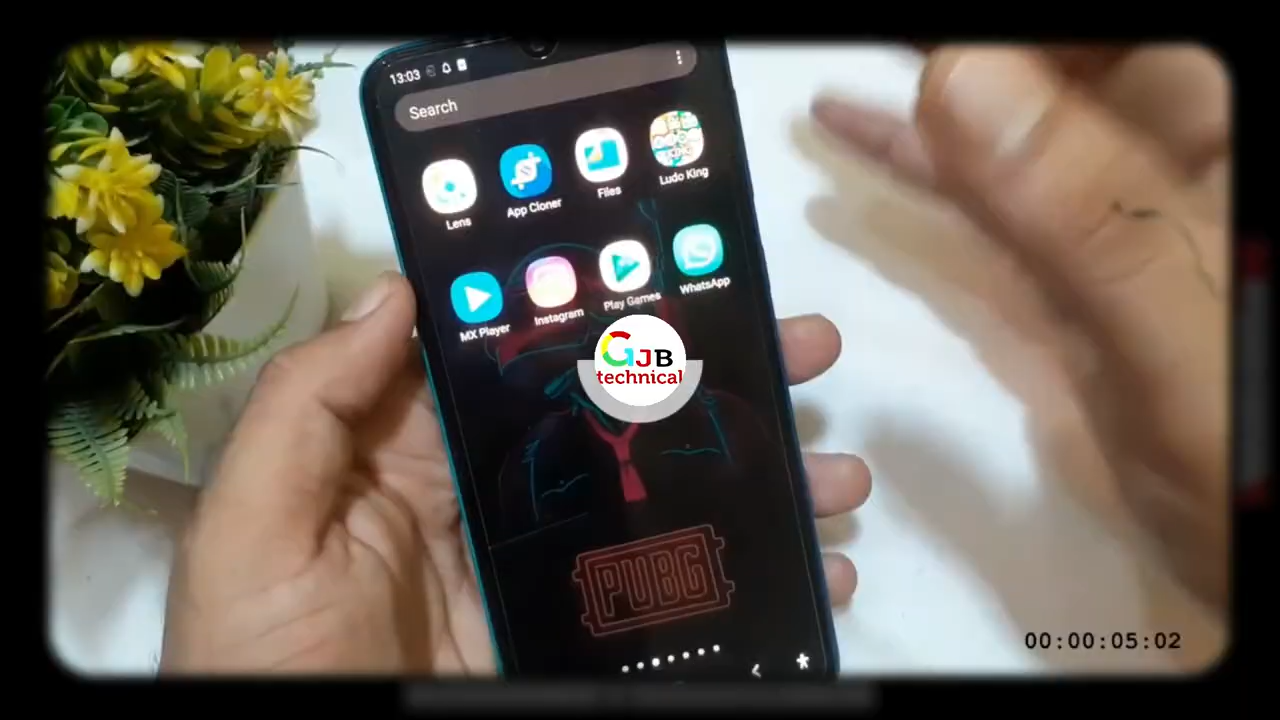 13:03
Search
Lens
App Cloner
Files
Ludo King
MX Player
Instagram
Play Games
WhatsApp
GJB
technical
PUBG
00:00:05:02